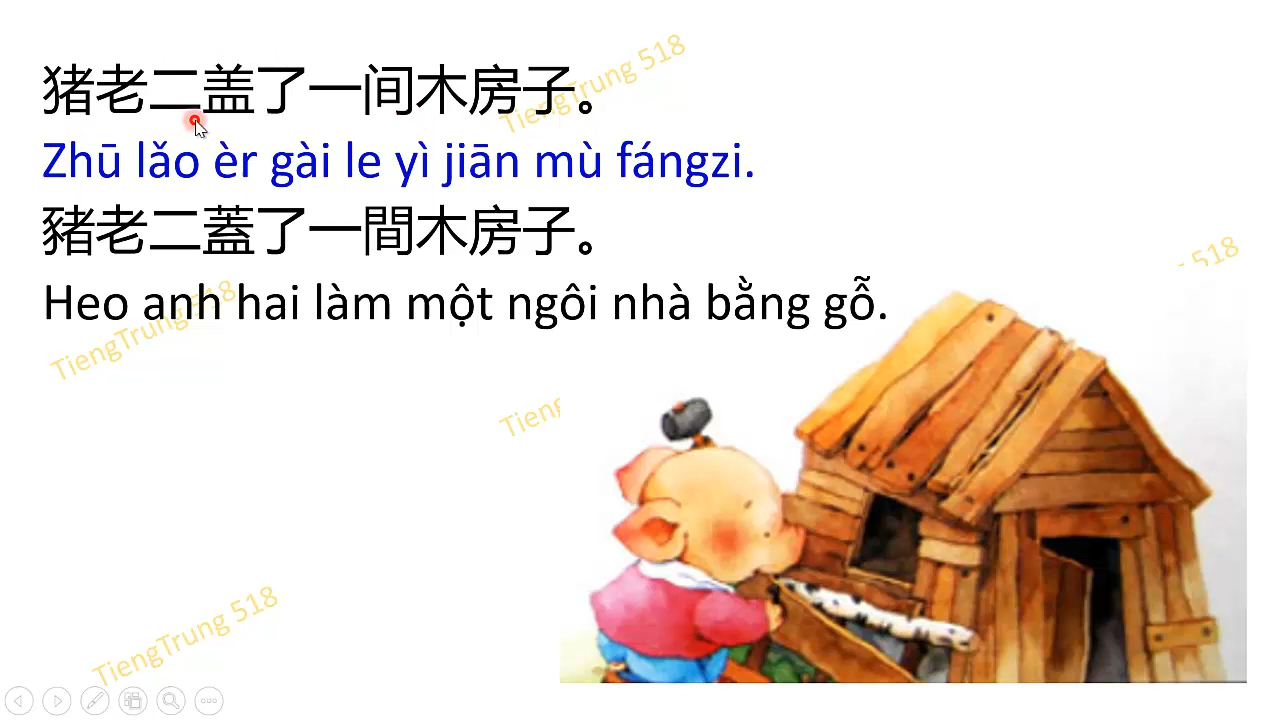 猪老二盖了一间木房子。
Zhū lǎo èr gài le yì jiān mù fángzi.
豬老二蓋了一間木房子。
Heo anh hai làm một ngôi nhà bằng gỗ.
TiengTrung 518
TiengTrung 518
518
Tieng
TiengTrung 518